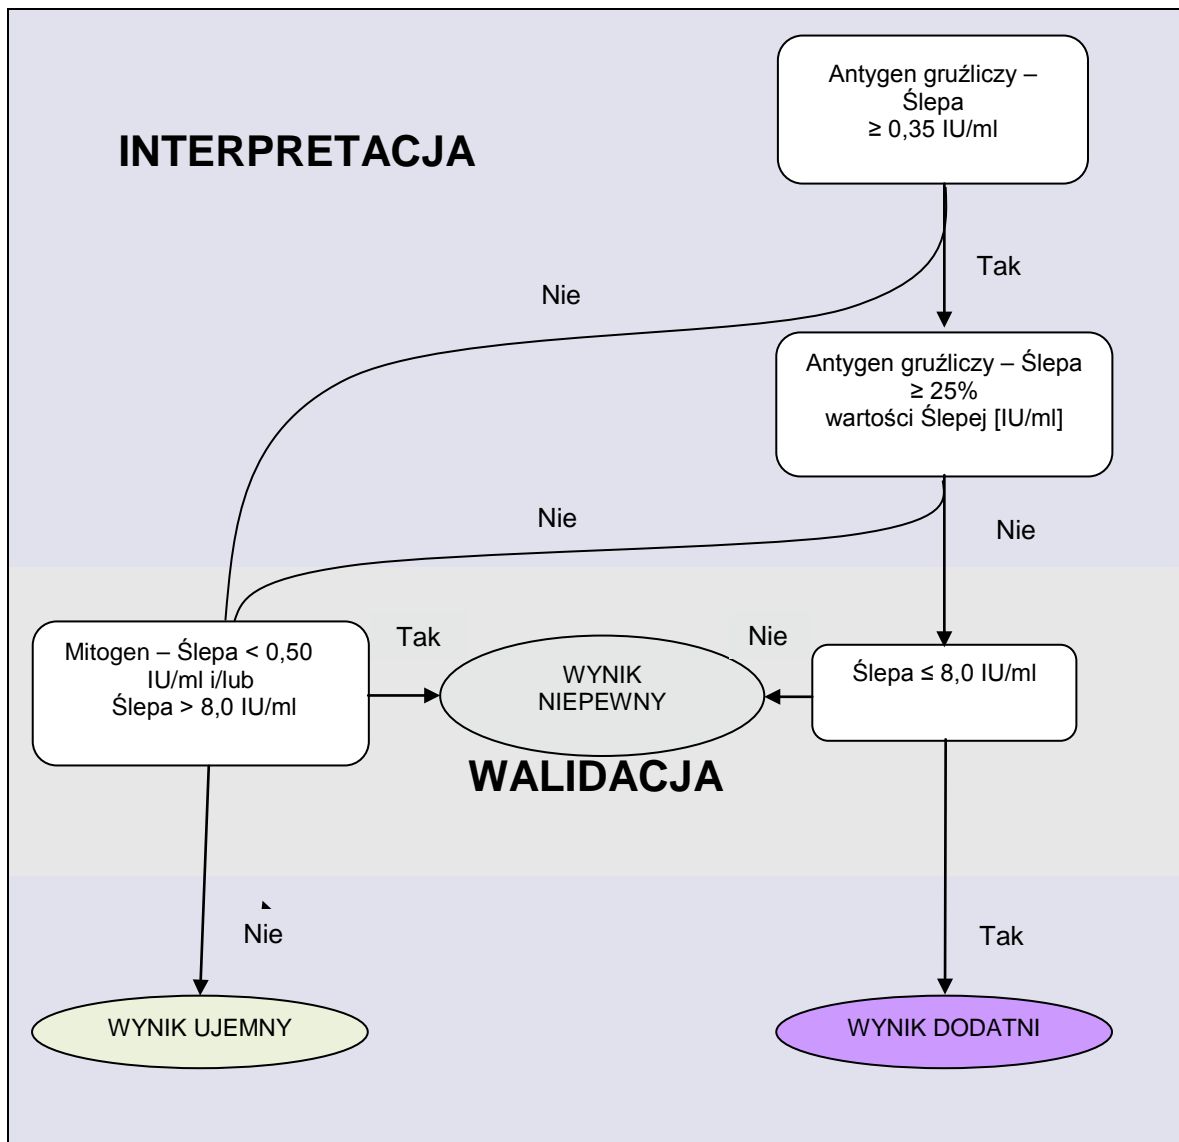 Antygen gruźliczy –
Ślepa
≥ 0,35 IU/ml
INTERPRETACJA
Tak
Nie
Antygen gruźliczy – Ślepa
≥ 25%
wartości Ślepej [IU/ml]
Nie
Nie
Mitogen – Ślepa < 0,50
IU/ml i/lub
Ślepa > 8,0 IU/ml
Tak
WYNIK
NIEPEWNY
Nie
Ślepa ≤ 8,0 IU/ml
WALIDACJA
Nie
Tak
WYNIK UJEMNY
WYNIK DODATNI